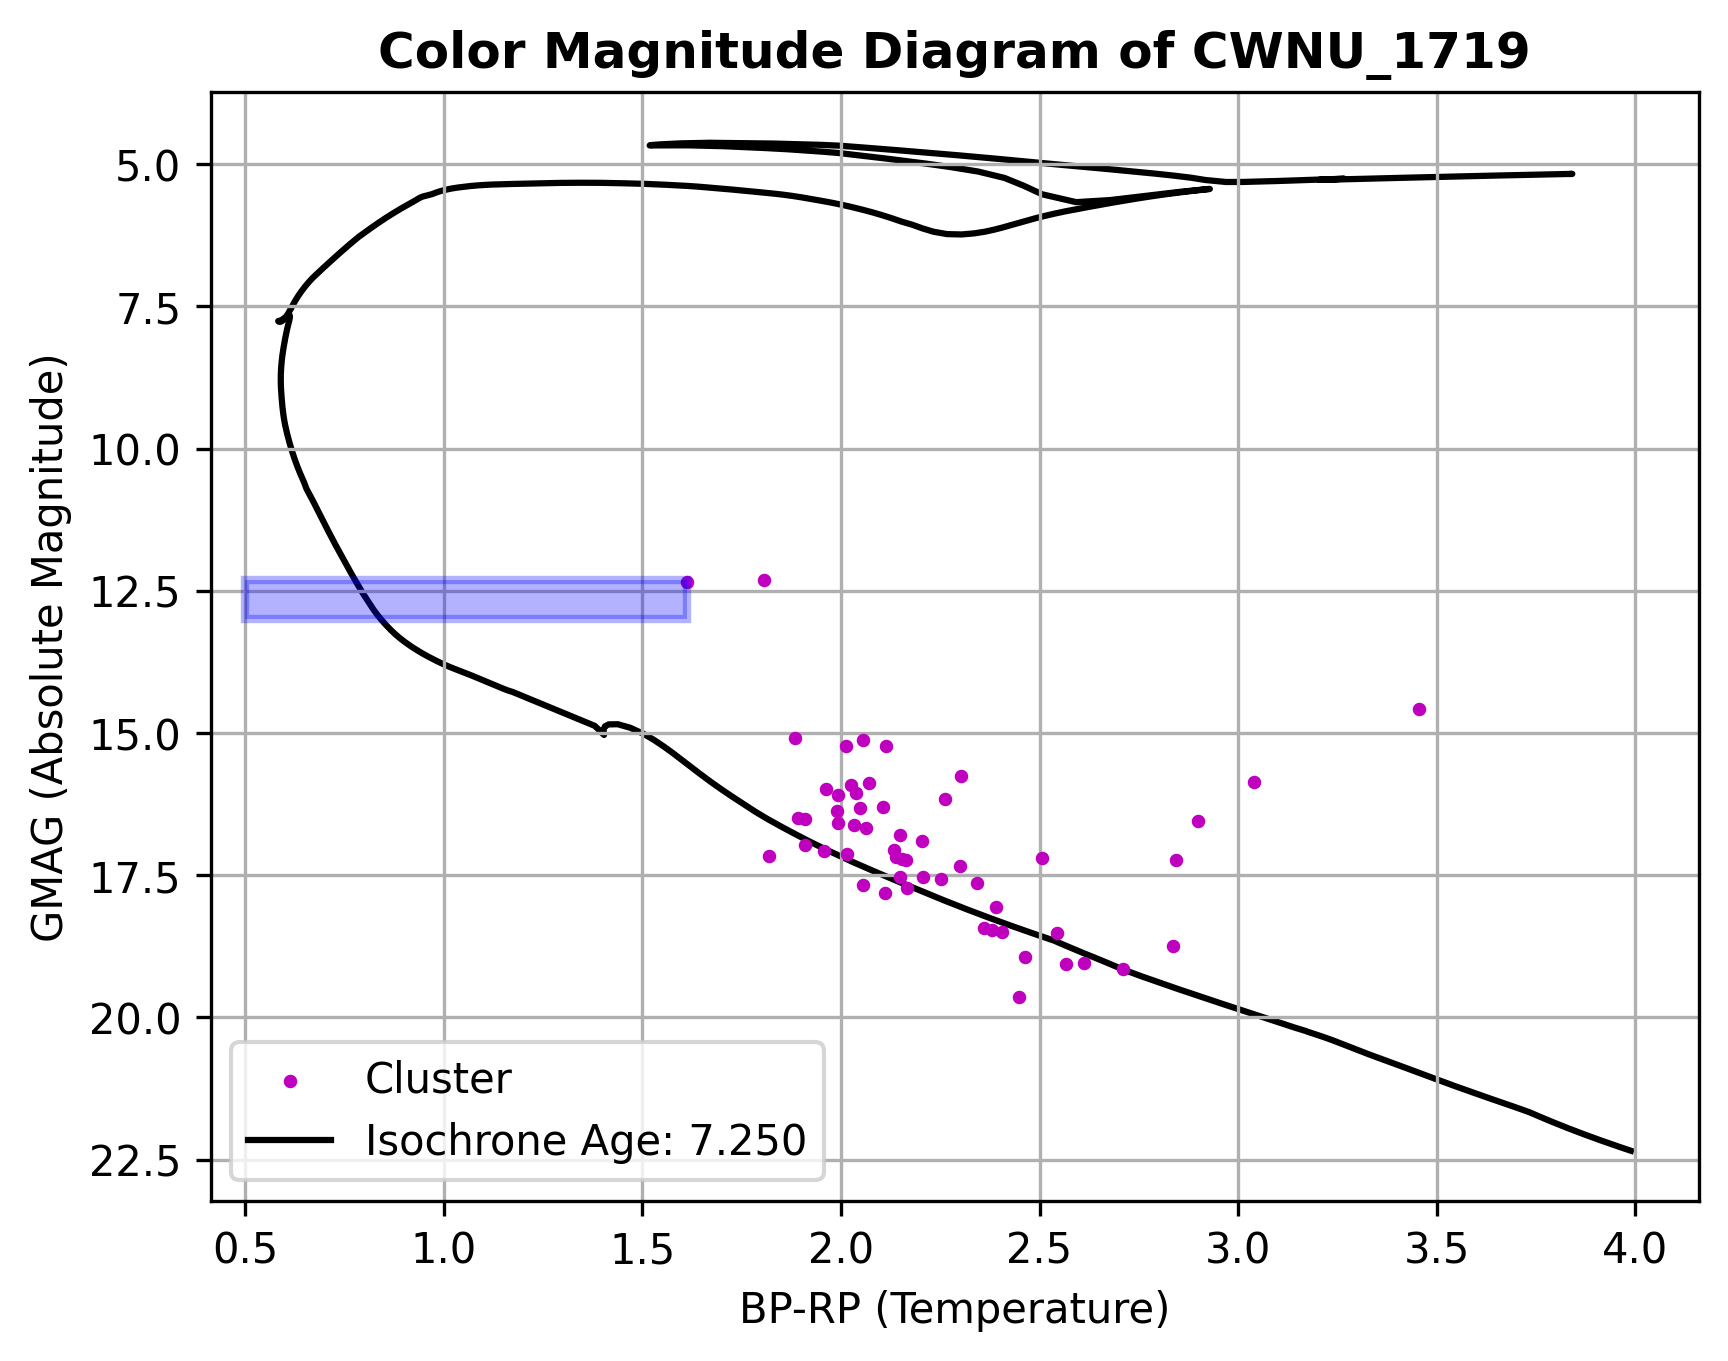 Color Magnitude Diagram of CWNU_1719
GMAG (Absolute Magnitude)
5.0
7.5
10.0
12.5
15.0
17.5
20.0
22.5
Cluster
Isochrone Age: 7.250
0.5 1.0 1.5 2.0 2.5 3.0 3.5 4.0
BP-RP (Temperature)